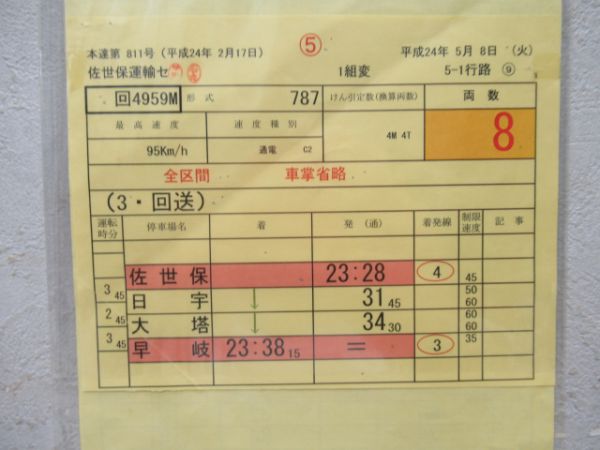 本達第 811号 (平成24年 2月17日) ⑤ 平成24年 5月 8日 (火)
佐世保運輸セ 1組変 5-1行路 ⑨
回4959M 形式 787 けん引定数(換算両数) 両数
最高速度 速度種別 4M 4T 8
95Km/h 通電 C2
全区間 車掌省略
(3・回送)
運転時分 停車場名 着 発 (通) 着発線 制限速度 記事
佐世保 23:28 4 45
3 45 日宇 ↓ 31 45 50 60
2 45 大塔 ↓ 34 30 60 60
3 45 早岐 23:38 15 = 3 35